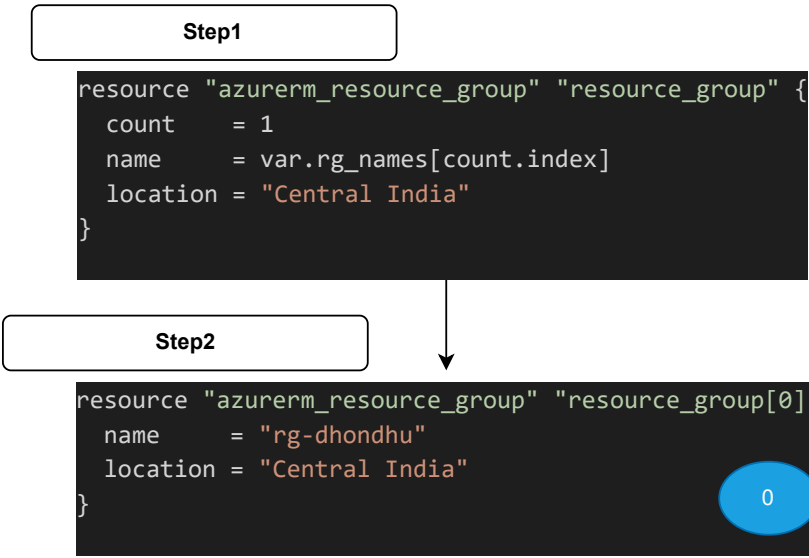 Step1
resource "azurerm_resource_group" "resource_group" {
  count    = 1
  name     = var.rg_names[count.index]
  location = "Central India"
}
Step2
resource "azurerm_resource_group" "resource_group[0]
  name     = "rg-dhondhu"
  location = "Central India"
}
0